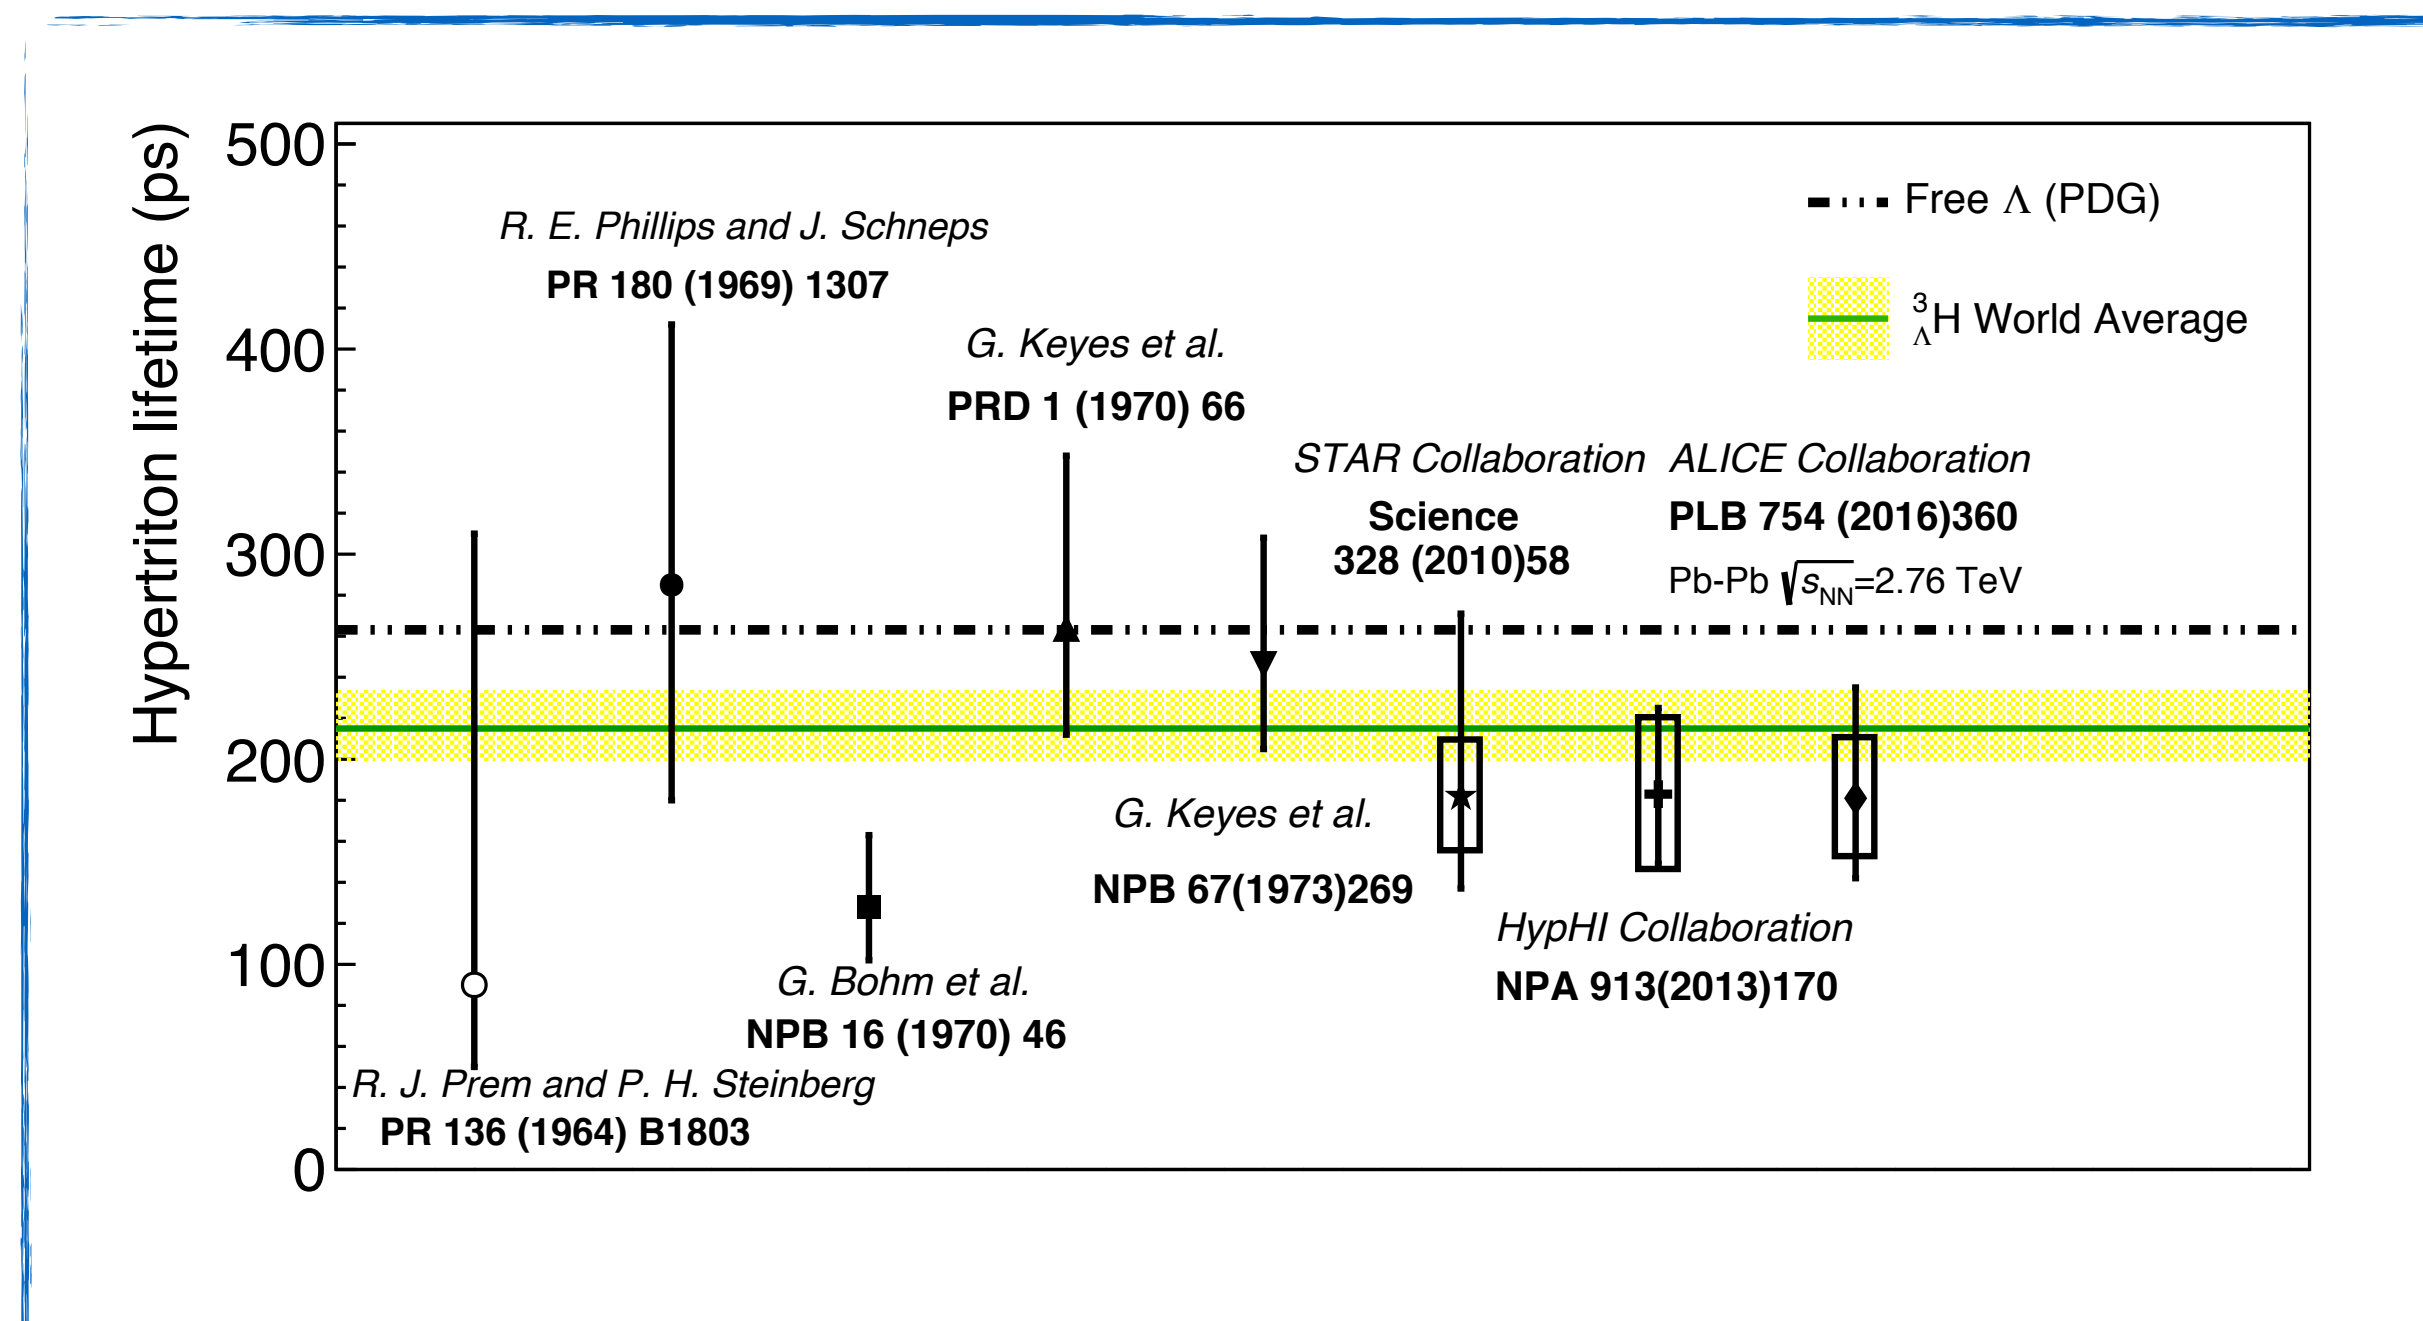 Hypertriton lifetime (ps)
500
400
300
200
100
0
R. E. Phillips and J. Schneps
PR 180 (1969) 1307
Free Λ (PDG)
³ΛH World Average
G. Keyes et al.
PRD 1 (1970) 66
STAR Collaboration
Science
328 (2010)58
ALICE Collaboration
PLB 754 (2016)360
Pb-Pb √sNN=2.76 TeV
G. Keyes et al.
NPB 67(1973)269
HypHI Collaboration
NPA 913(2013)170
G. Bohm et al.
NPB 16 (1970) 46
R. J. Prem and P. H. Steinberg
PR 136 (1964) B1803